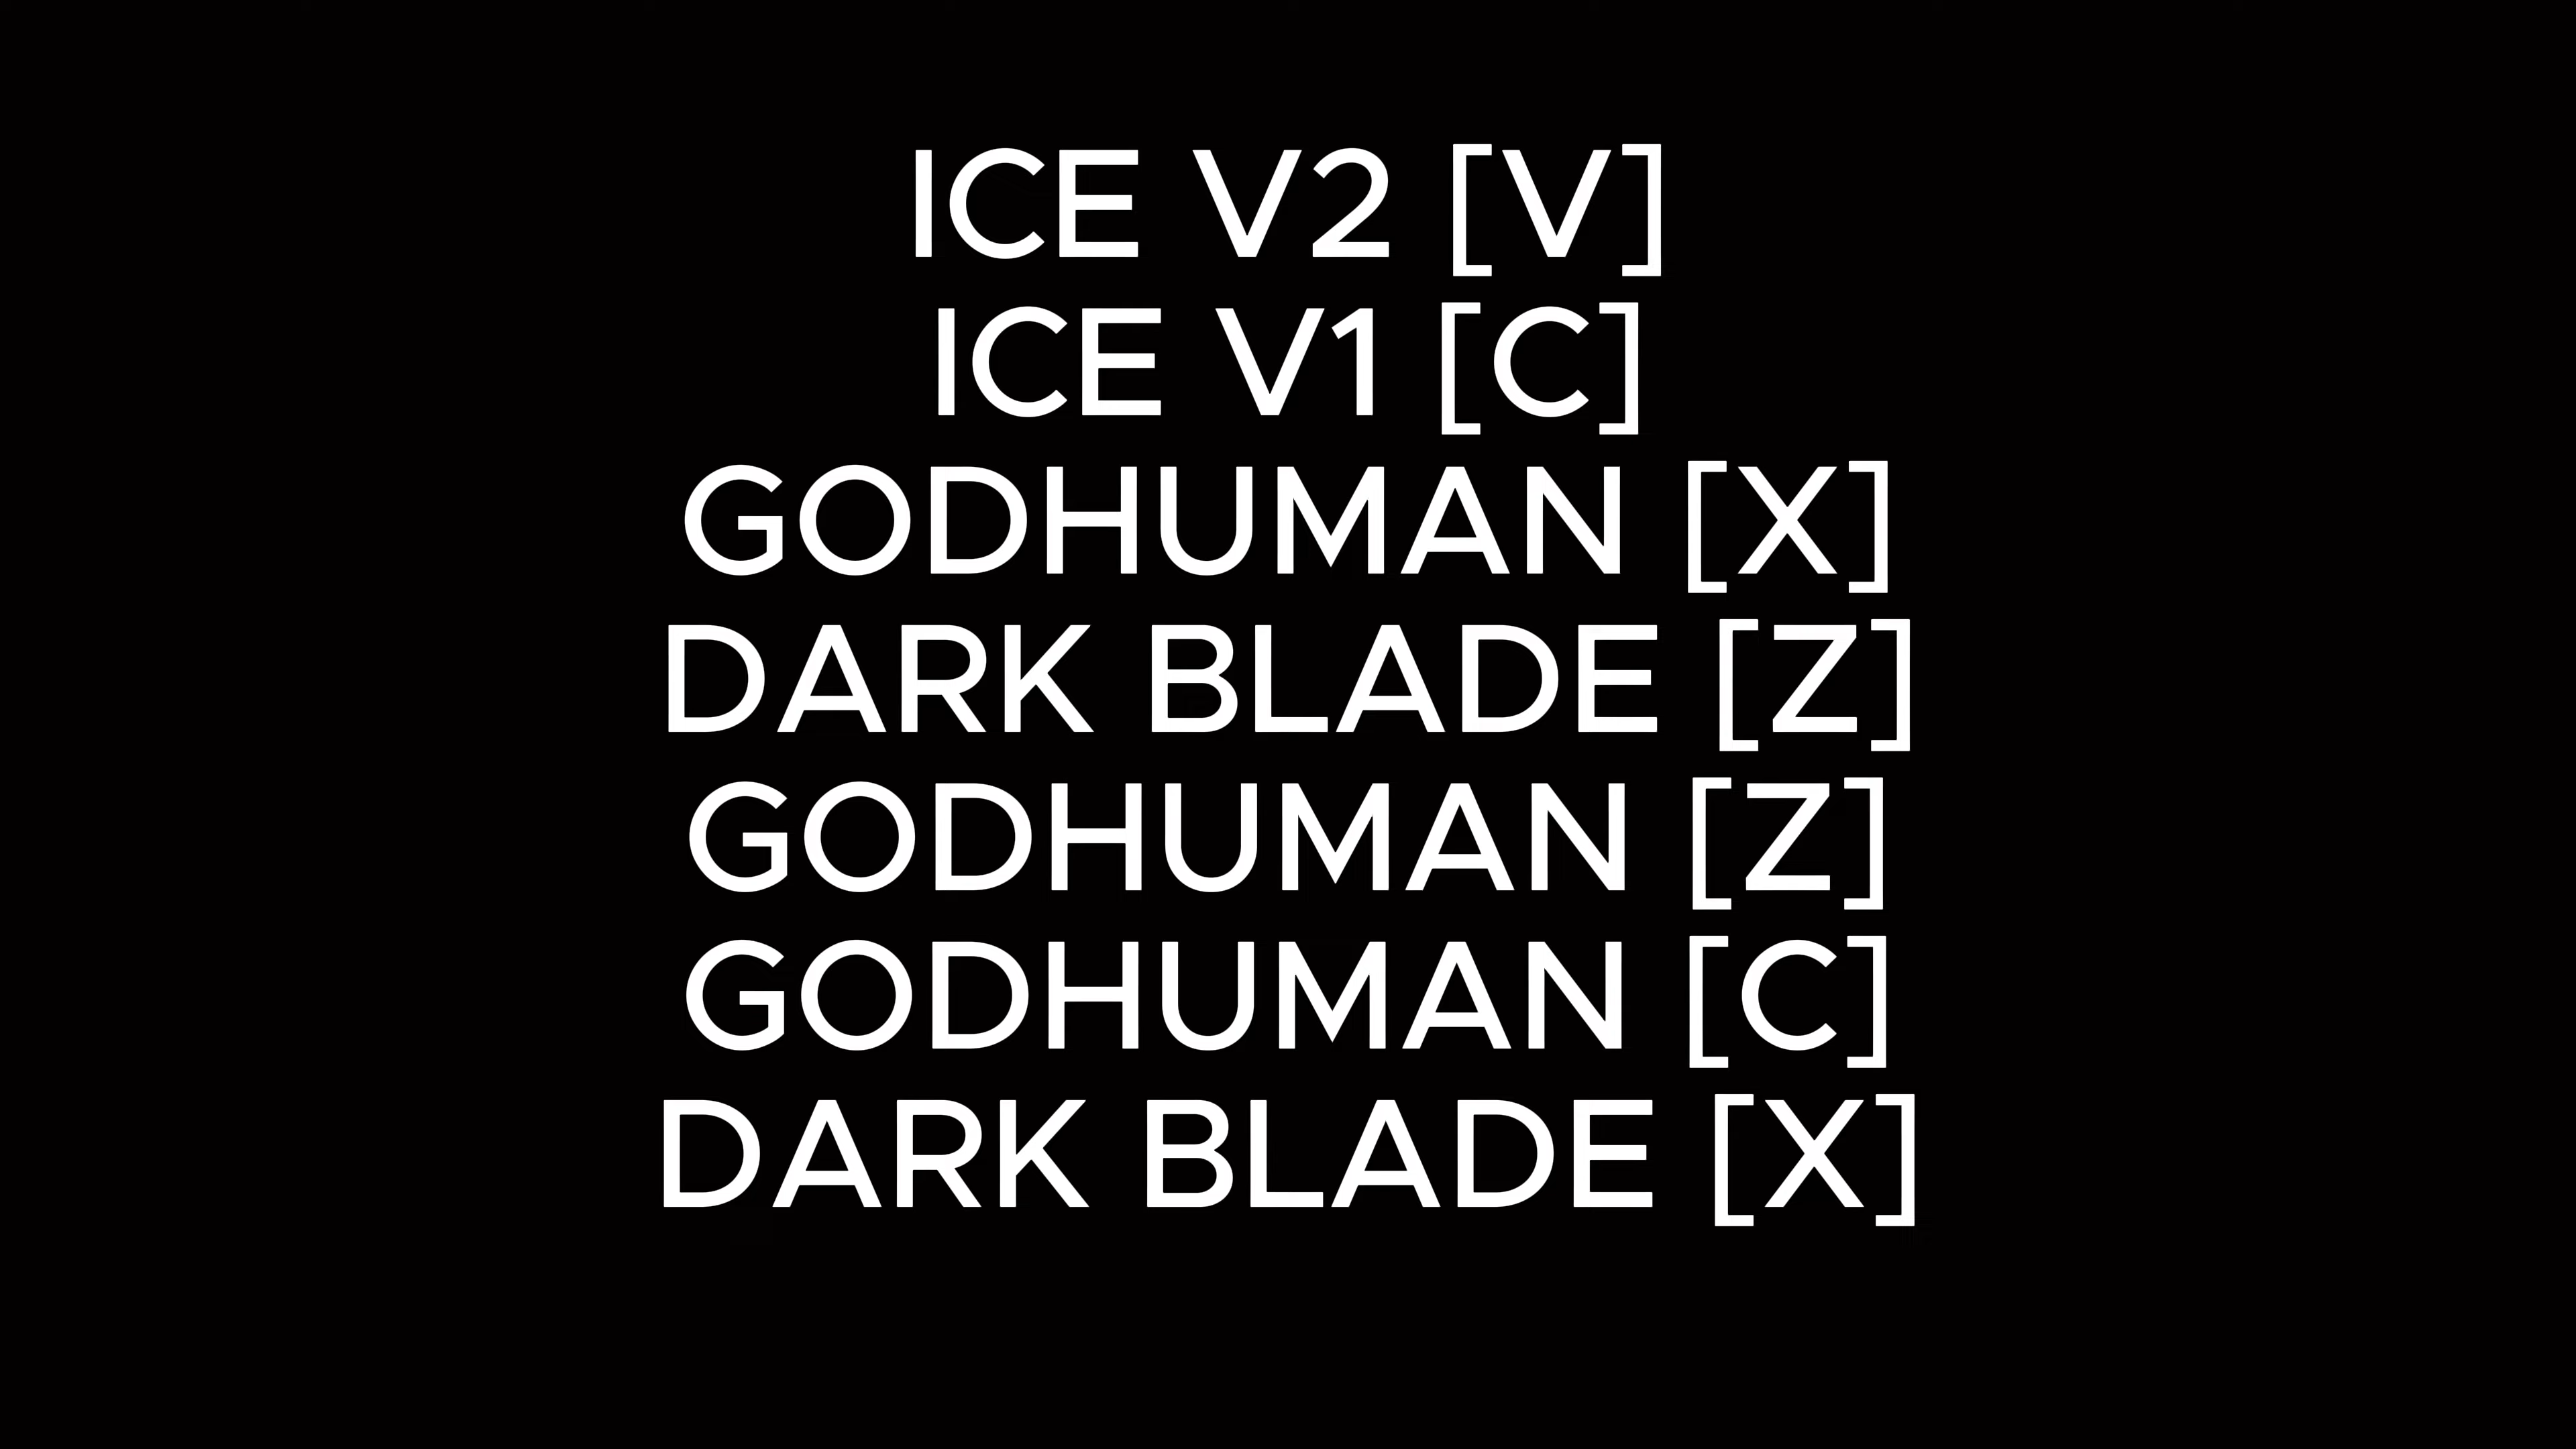 ICE V2 [V]
ICE V1 [C]
GODHUMAN [X]
DARK BLADE [Z]
GODHUMAN [Z]
GODHUMAN [C]
DARK BLADE [X]